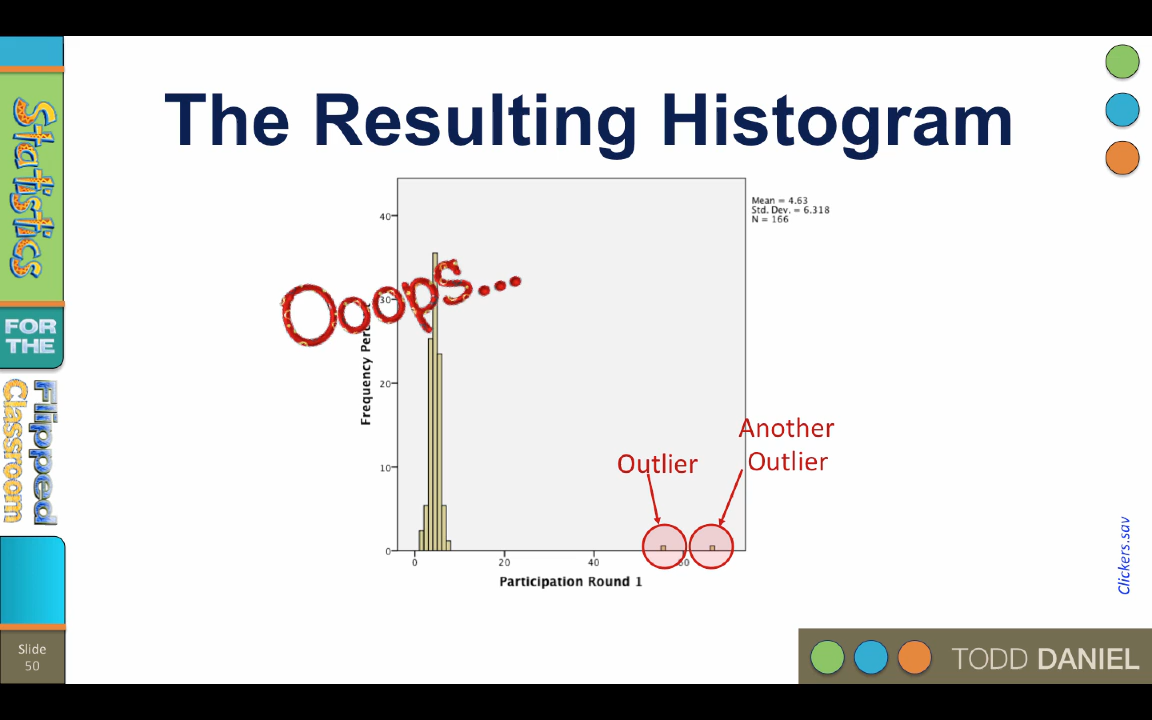 The Resulting Histogram
Statistics
FOR
THE
Flipped
Classroom
Slide
50
Mean = 4.63
Std. Dev. = 6.318
N = 166
40
30
20
10
0
Frequency
Ooops...
0
20
40
Participation Round 1
Outlier
Another
Outlier
Clickers.sav
TODD DANIEL